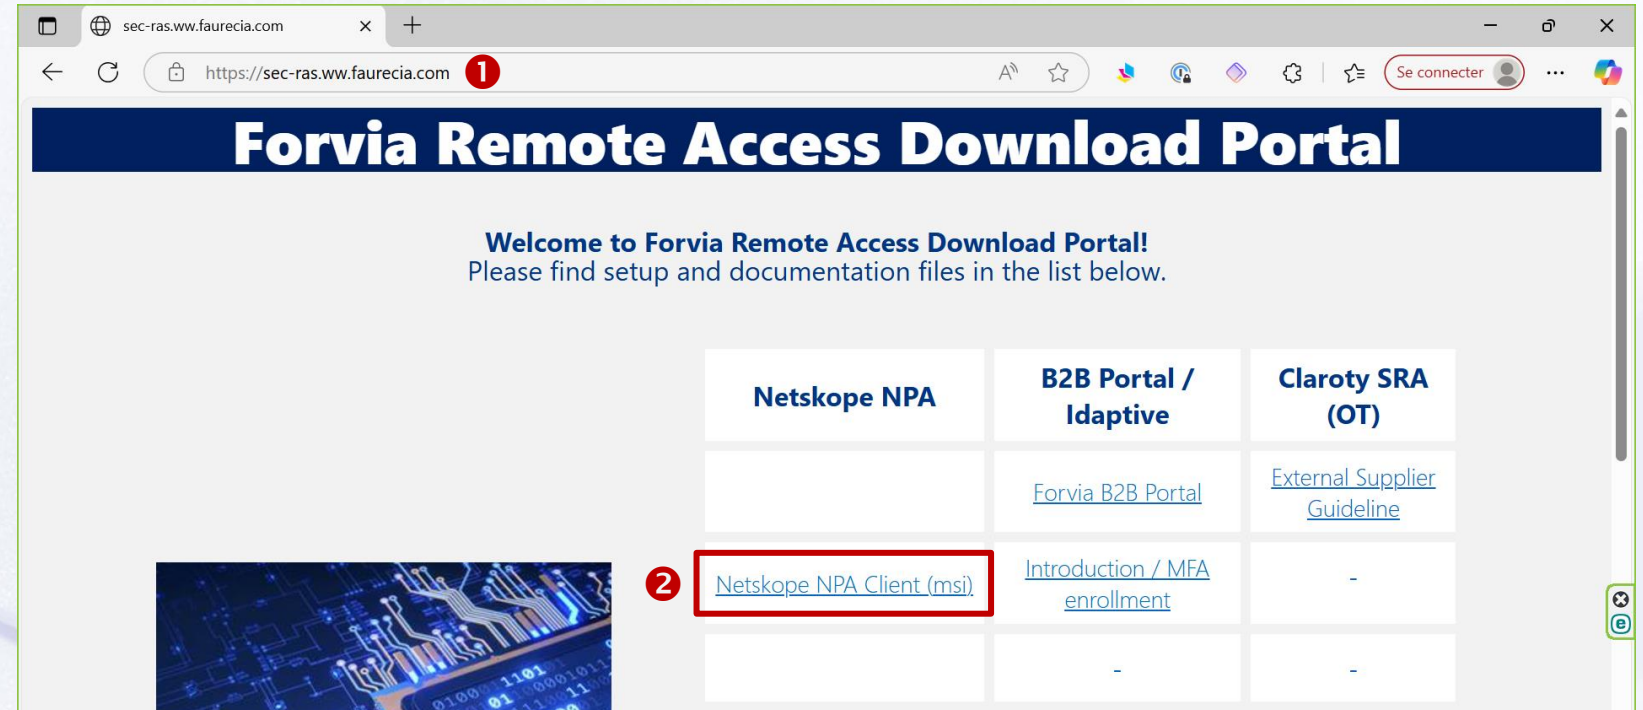 sec-ras.ww.faurecia.com
https://sec-ras.ww.faurecia.com 1
Se connecter
Forvia Remote Access Download Portal
Welcome to Forvia Remote Access Download Portal!
Please find setup and documentation files in the list below.
Netskope NPA
B2B Portal /
Idaptive
Claroty SRA
(OT)
Forvia B2B Portal
External Supplier
Guideline
2 Netskope NPA Client (msi)
Introduction / MFA
enrollment
-
-
-